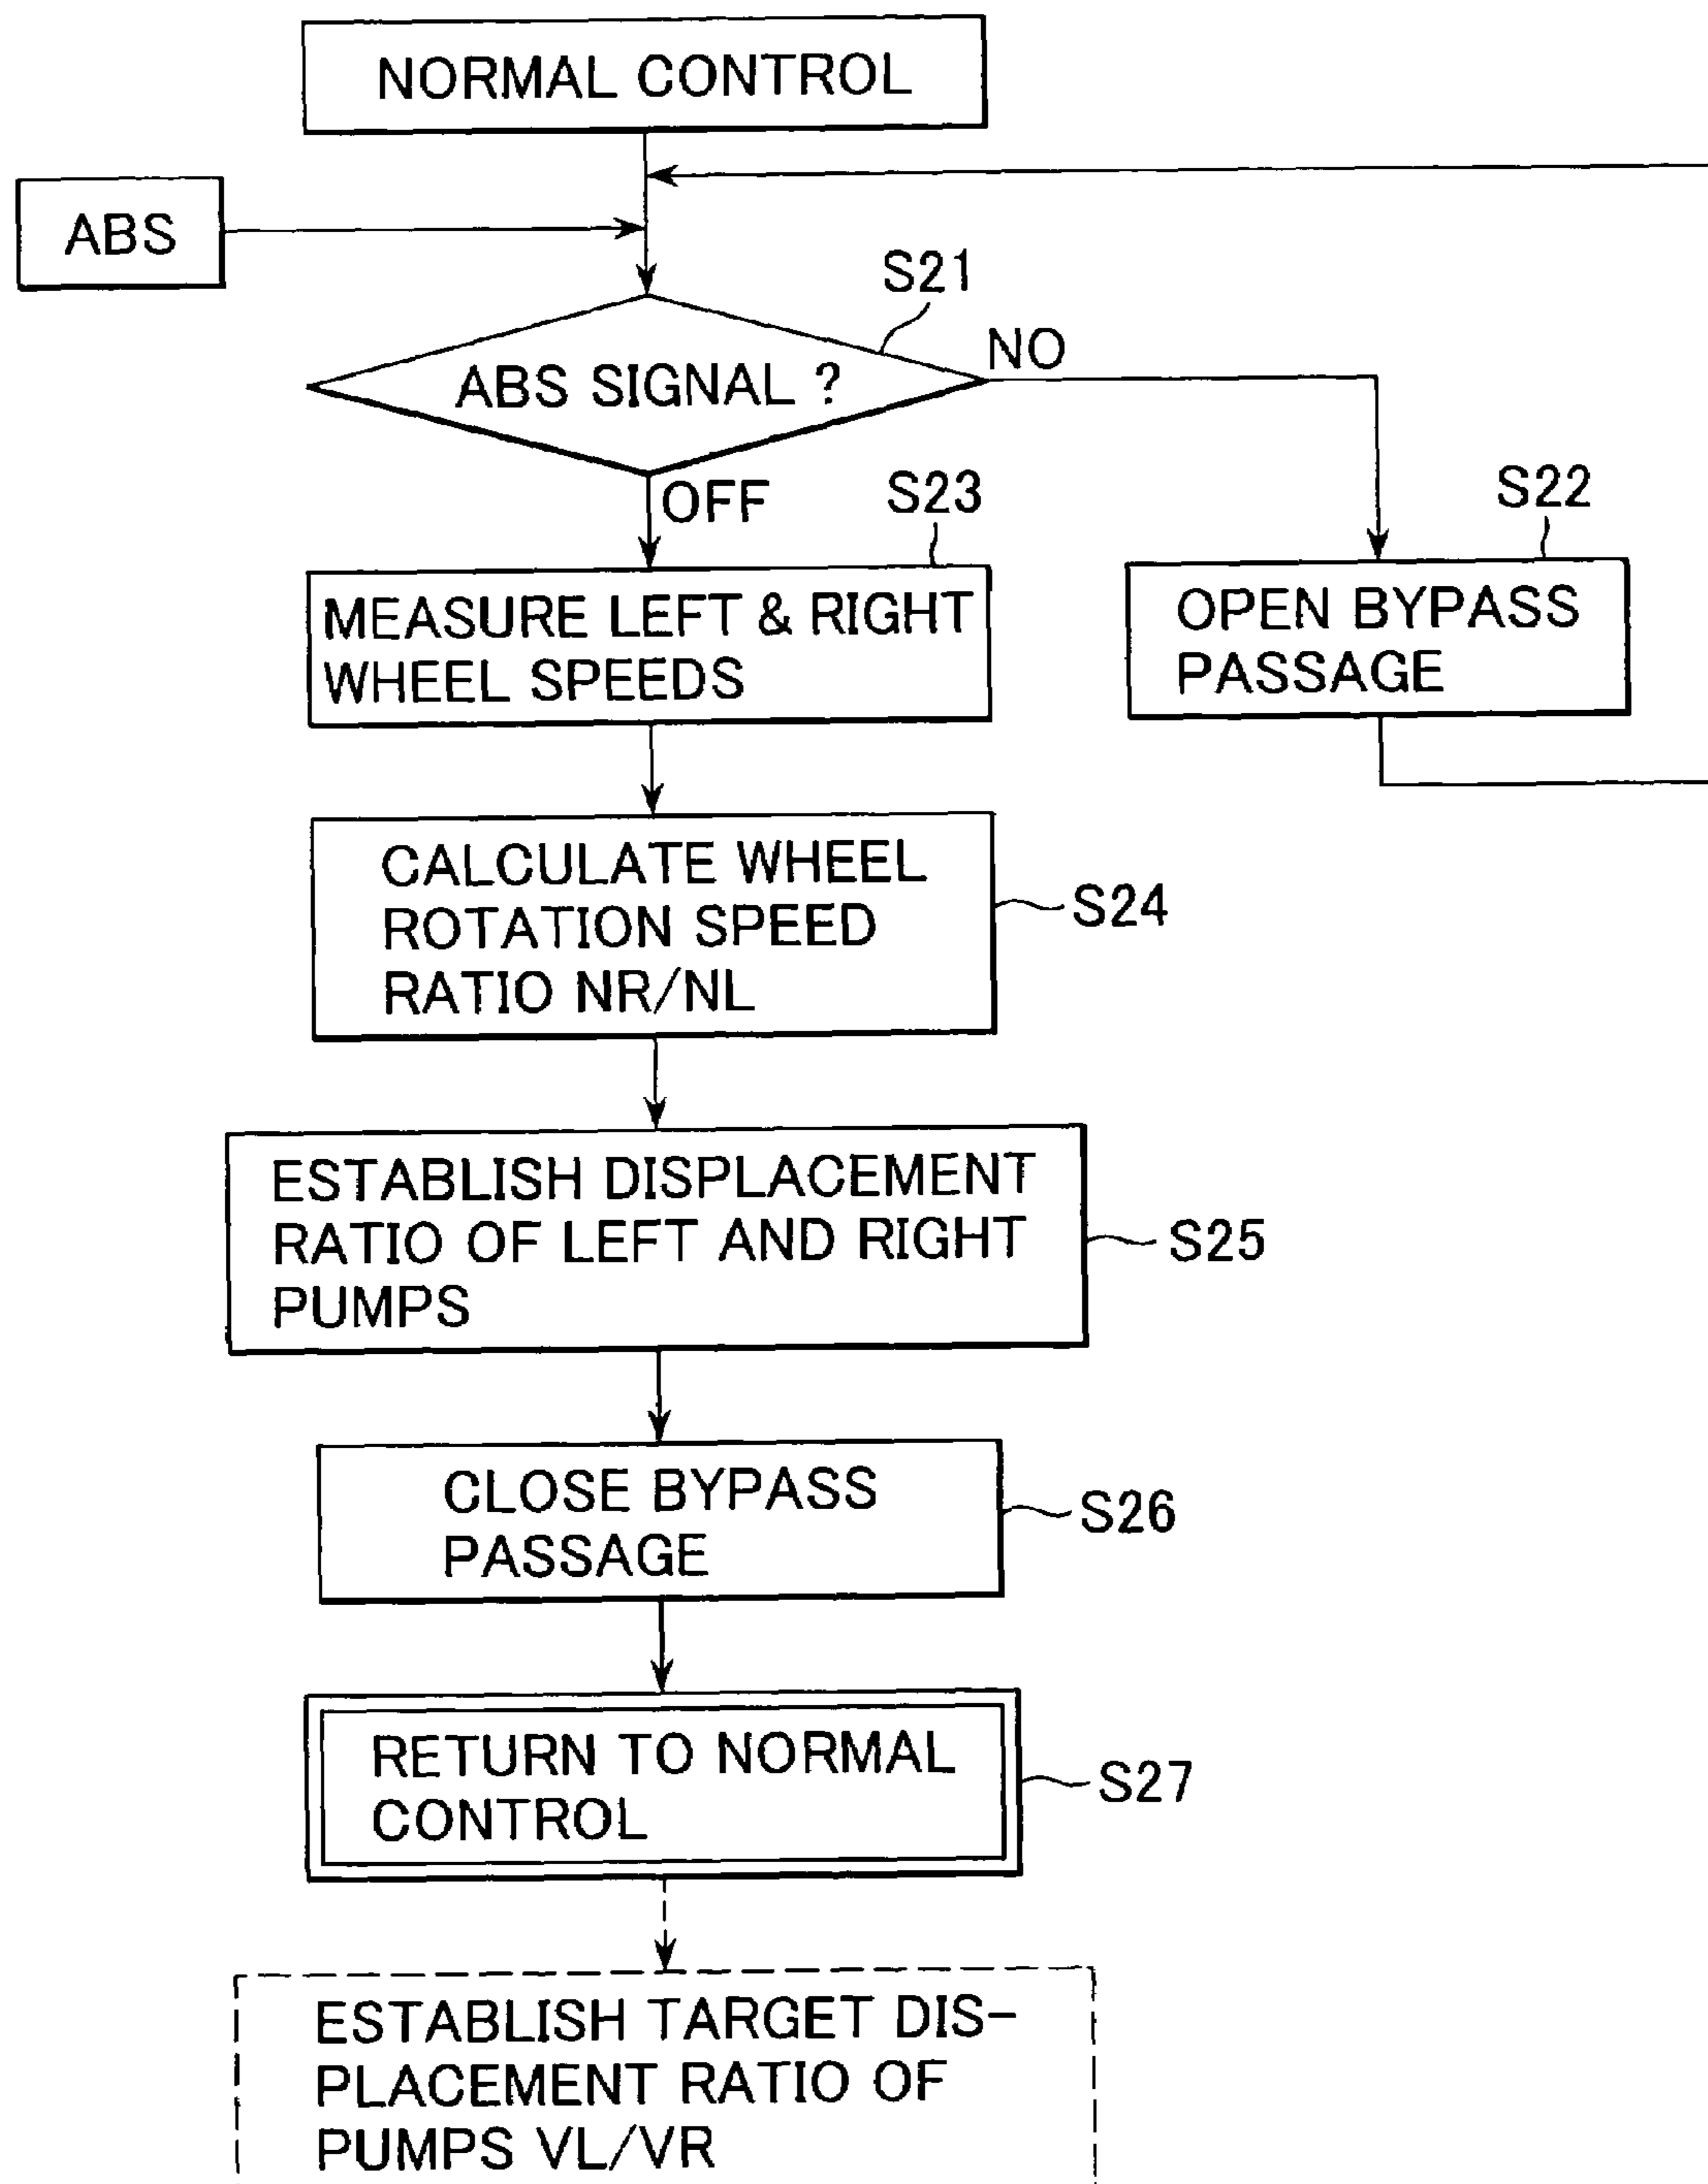 NORMAL CONTROL
ABS
S21
ABS SIGNAL ?
NO
OFF
S23
S22
MEASURE LEFT & RIGHT
WHEEL SPEEDS
OPEN BYPASS
PASSAGE
CALCULATE WHEEL
ROTATION SPEED
RATIO NR/NL
S24
ESTABLISH DISPLACEMENT
RATIO OF LEFT AND RIGHT
PUMPS
S25
CLOSE BYPASS
PASSAGE
S26
RETURN TO NORMAL
CONTROL
S27
ESTABLISH TARGET DIS-
PLACEMENT RATIO OF
PUMPS VL/VR